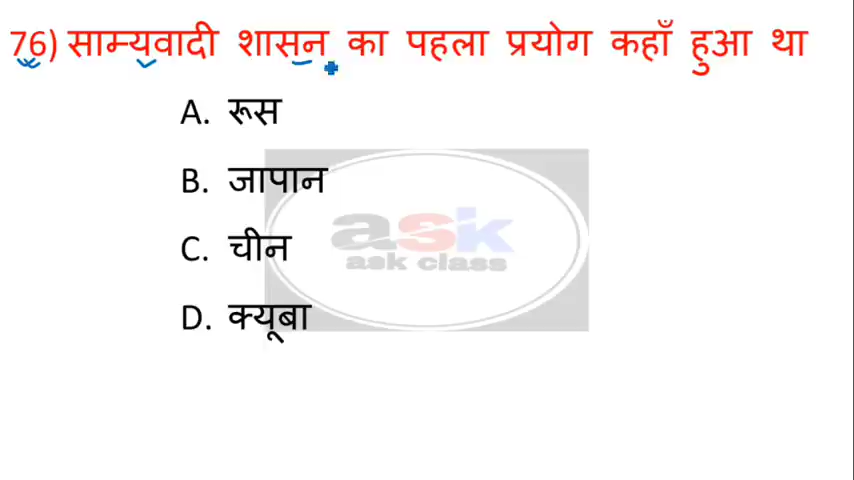 76) साम्यवादी शासन का पहला प्रयोग कहाँ हुआ था
A. रूस
B. जापान
ask
ask class
C. चीन
D. क्यूबा